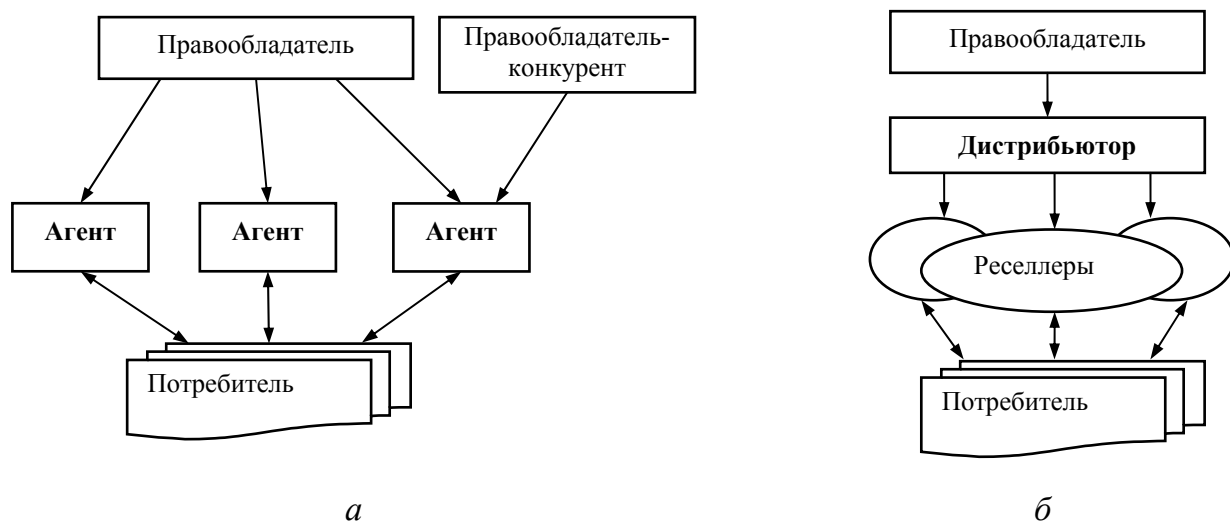 Правообладатель
Правообладатель-
конкурент
Агент
Агент
Агент
Потребитель
а
Правообладатель
Дистрибьютор
Реселлеры
Потребитель
б